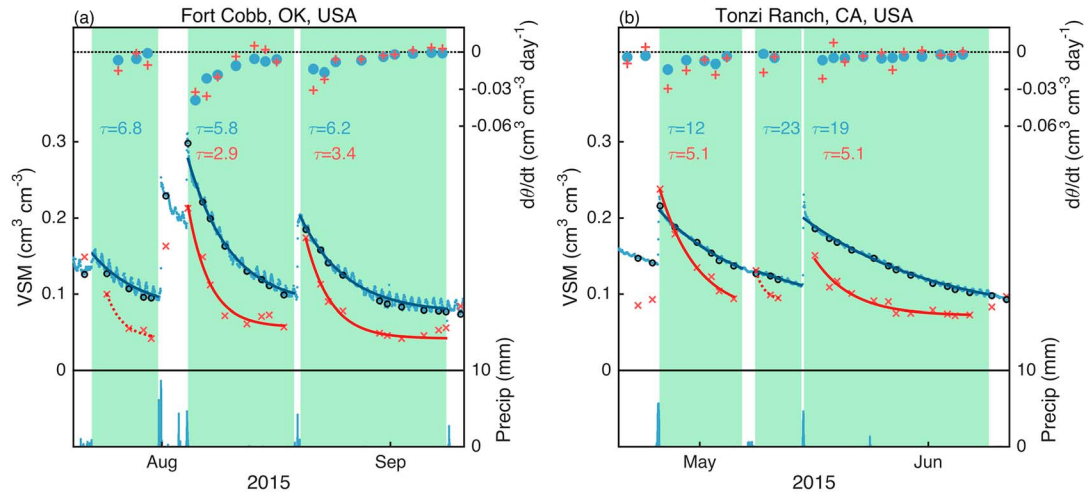 (a) Fort Cobb, OK, USA
0
-0.03
-0.06
dθ/dt (cm³ cm⁻³ day⁻¹)
τ=6.8 τ=5.8 τ=6.2
τ=2.9 τ=3.4
0.3
0.2
0.1
0
VSM (cm³ cm⁻³)
10
0
Precip (mm)
Aug Sep
2015
(b) Tonzi Ranch, CA, USA
0
-0.03
-0.06
dθ/dt (cm³ cm⁻³ day⁻¹)
τ=12 τ=23 τ=19
τ=5.1 τ=5.1
0.3
0.2
0.1
0
VSM (cm³ cm⁻³)
10
0
Precip (mm)
May Jun
2015